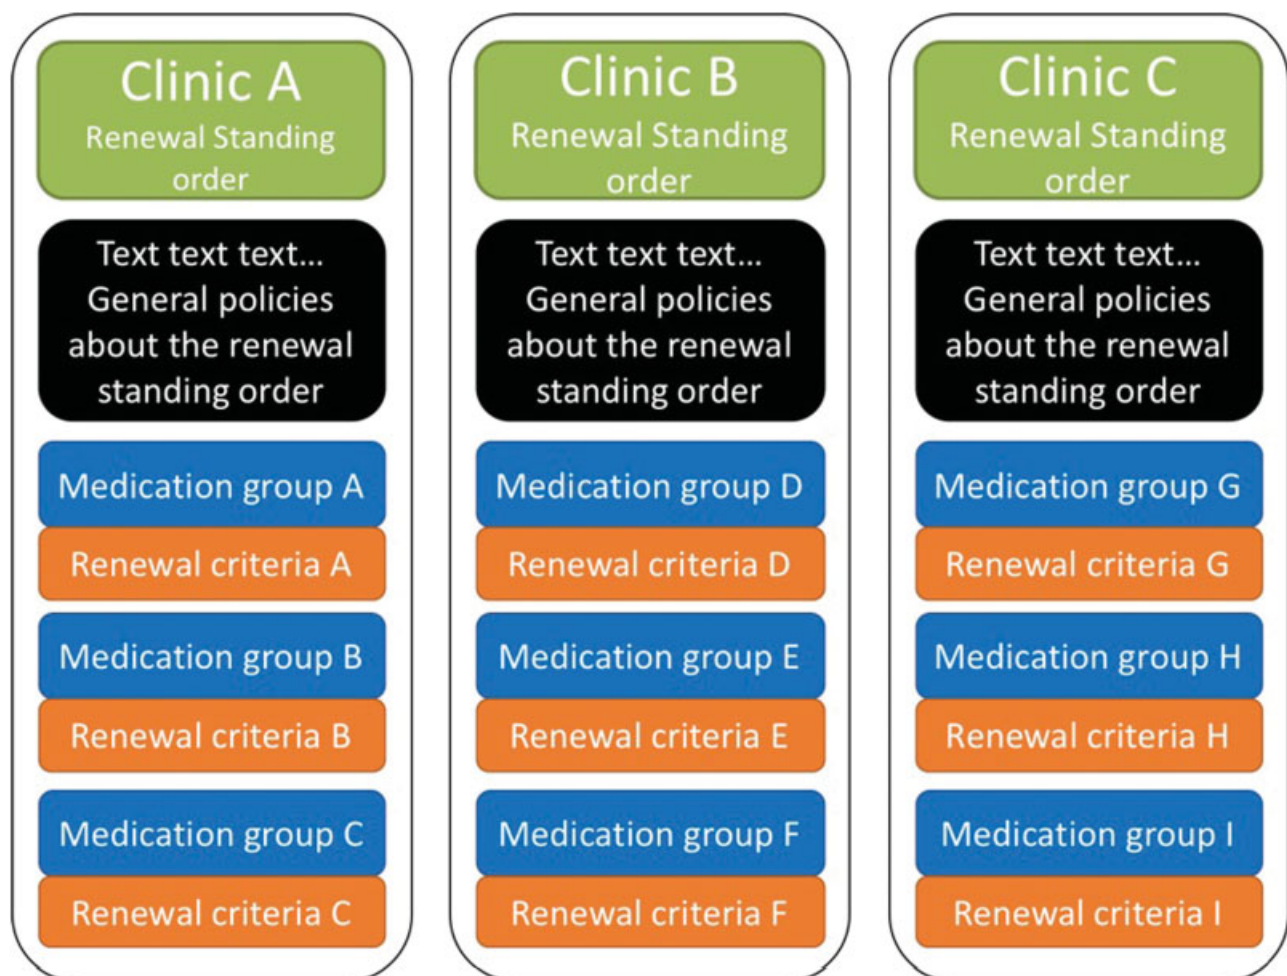 Clinic A
Renewal Standing
order
Text text text...
General policies
about the renewal
standing order
Medication group A
Renewal criteria A
Medication group B
Renewal criteria B
Medication group C
Renewal criteria C
Clinic B
Renewal Standing
order
Text text text...
General policies
about the renewal
standing order
Medication group D
Renewal criteria D
Medication group E
Renewal criteria E
Medication group F
Renewal criteria F
Clinic C
Renewal Standing
order
Text text text...
General policies
about the renewal
standing order
Medication group G
Renewal criteria G
Medication group H
Renewal criteria H
Medication group I
Renewal criteria I